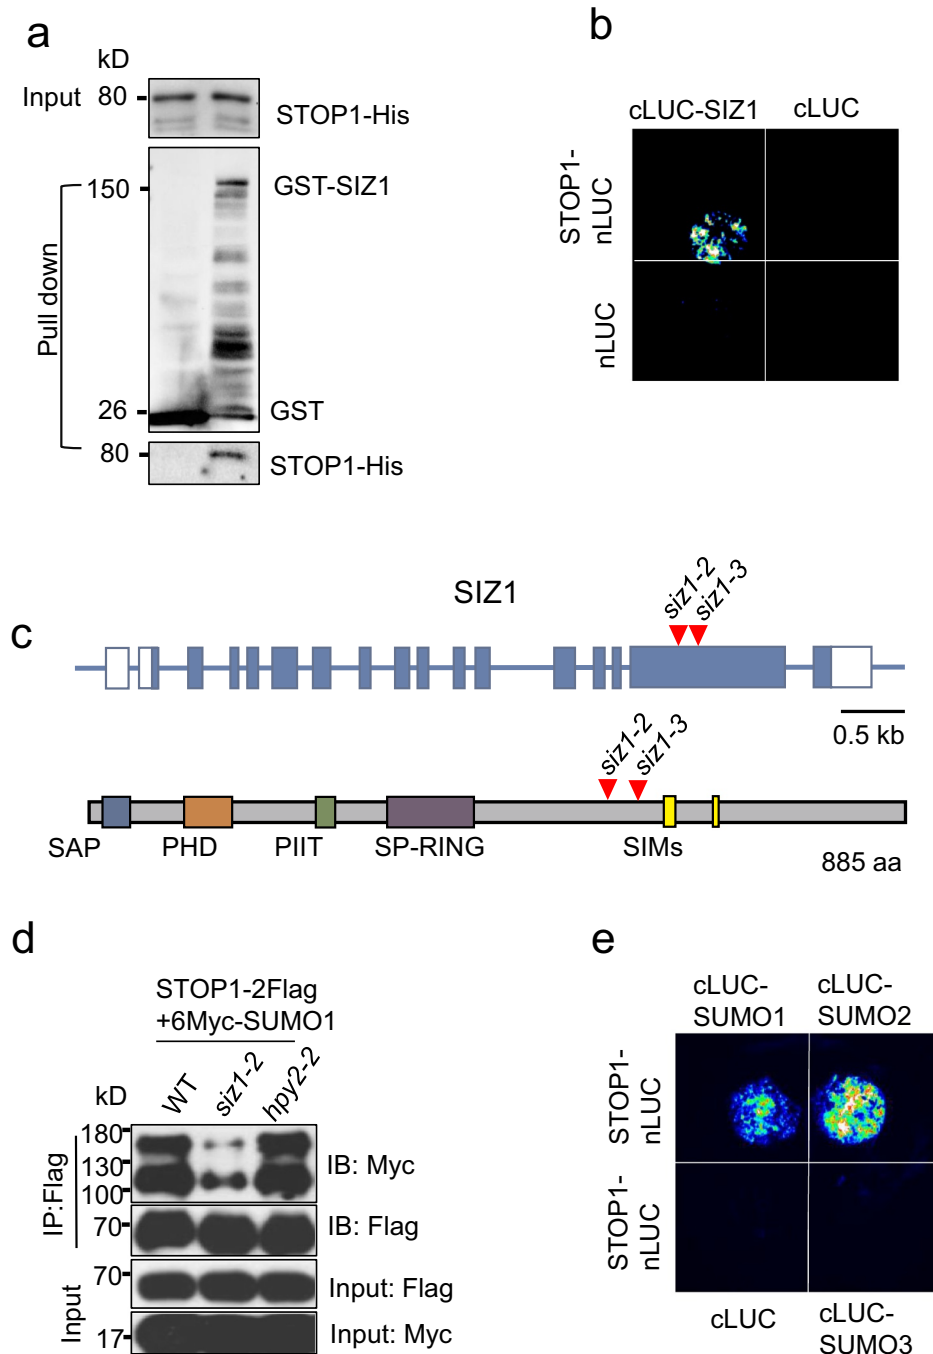 a
kD
Input 80
STOP1-His
150
GST-SIZ1
Pull down
26
GST
80
STOP1-His
b
cLUC-SIZ1 cLUC
STOP1-
nLUC
nLUC
c
SIZ1
siz1-2
siz1-3
0.5 kb
siz1-2
siz1-3
SAP PHD PIIT SP-RING SIMs
885 aa
d
STOP1-2Flag
+6Myc-SUMO1
kD
WT siz1-2 hpy2-2
IP:Flag
180
130
100
IB: Myc
70
IB: Flag
Input
70
Input: Flag
17
Input: Myc
e
cLUC-
SUMO1
cLUC-
SUMO2
STOP1-
nLUC
STOP1-
nLUC
cLUC
cLUC-
SUMO3